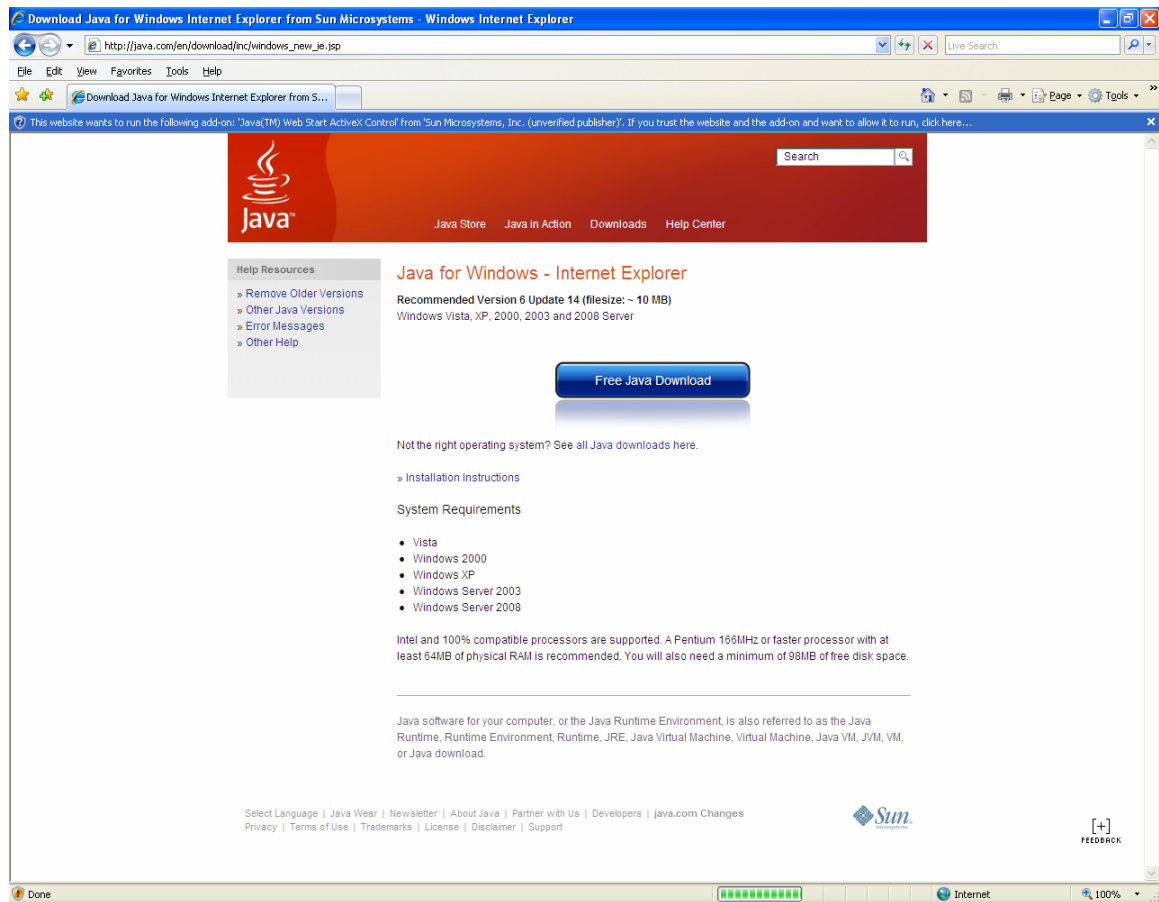 Download Java for Windows Internet Explorer from Sun Microsystems - Windows Internet Explorer
http://java.com/en/download/inc/windows_new_ie.jsp
Live Search
File Edit View Favorites Tools Help
Download Java for Windows Internet Explorer from S...
Page Tools »
This website wants to run the following add-on: 'Java(TM) Web Start ActiveX Control' from 'Sun Microsystems, Inc. (unverified publisher)'. If you trust the website and the add-on and want to allow it to run, click here...
Search
Java™
Java Store Java in Action Downloads Help Center
Help Resources
» Remove Older Versions
» Other Java Versions
» Error Messages
» Other Help
Java for Windows - Internet Explorer
Recommended Version 6 Update 14 (filesize: ~ 10 MB)
Windows Vista, XP, 2000, 2003 and 2008 Server
Free Java Download
Not the right operating system? See all Java downloads here.
» Installation Instructions
System Requirements
• Vista
• Windows 2000
• Windows XP
• Windows Server 2003
• Windows Server 2008
Intel and 100% compatible processors are supported. A Pentium 166MHz or faster processor with at
least 64MB of physical RAM is recommended. You will also need a minimum of 98MB of free disk space.
Java software for your computer, or the Java Runtime Environment, is also referred to as the Java
Runtime, Runtime Environment, Runtime, JRE, Java Virtual Machine, Virtual Machine, Java VM, JVM, VM,
or Java download.
Select Language | Java Wear | Newsletter | About Java | Partner with Us | Developers | java.com Changes
Privacy | Terms of Use | Trademarks | License | Disclaimer | Support
Sun
microsystems
[+]
FEEDBACK
Done
Internet
100%